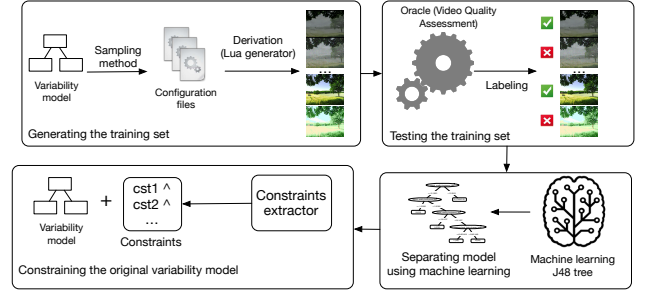 Sampling
method
Variability
model
Configuration
files
Derivation
(Lua generator)
...
Generating the training set
Oracle (Video Quality
Assessment)
Labeling
...
Testing the training set
Variability
model
+
cst1 ^
cst2 ^
...
Constraints
Constraints
extractor
Constraining the original variability model
Separating model
using machine learning
Machine learning
J48 tree